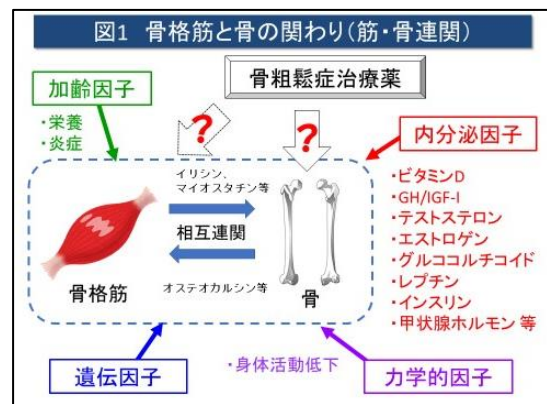 図1 骨格筋と骨の関わり(筋・骨連関)
骨粗鬆症治療薬
加齢因子
・栄養
・炎症
?
?
内分泌因子
・ビタミンD
・GH/IGF-I
・テストステロン
・エストロゲン
・グルココルチコイド
・レプチン
・インスリン
・甲状腺ホルモン 等
イリシン、
マイオスタチン等
相互連関
オステオカルシン等
骨格筋
骨
遺伝因子
・身体活動低下
力学的因子